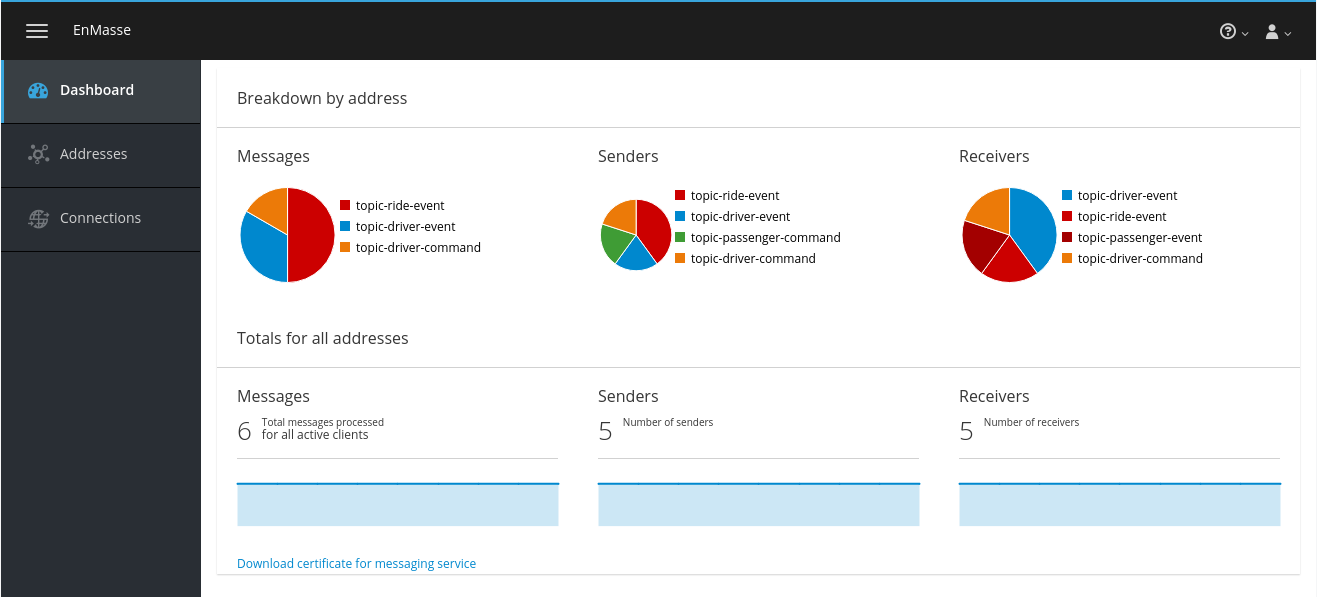 EnMasse
?
Dashboard
Addresses
Connections
Breakdown by address
Messages
topic-ride-event
topic-driver-event
topic-driver-command
Senders
topic-ride-event
topic-driver-event
topic-passenger-command
topic-driver-command
Receivers
topic-driver-event
topic-ride-event
topic-passenger-event
topic-driver-command
Totals for all addresses
Messages
6 Total messages processed
for all active clients
Senders
5 Number of senders
Receivers
5 Number of receivers
Download certificate for messaging service